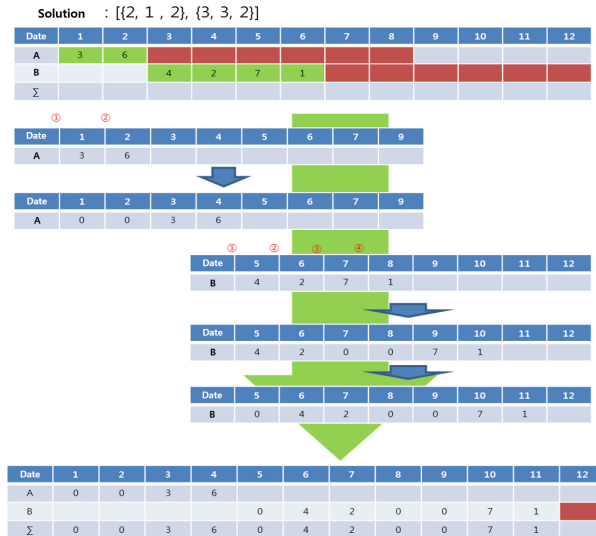 Solution : [{2, 1 , 2}, {3, 3, 2}]
Date 1 2 3 4 5 6 7 8 9 10 11 12
A 3 6
B 4 2 7 1
Σ
① ②
Date 1 2 3 4 5 6 7 9
A 3 6
Date 1 2 3 4 5 6 7 9
A 0 0 3 6
① ② ③ ④
Date 5 6 7 8 9 10 11 12
B 4 2 7 1
Date 5 6 7 8 9 10 11 12
B 4 2 0 0 7 1
Date 5 6 7 8 9 10 11 12
B 0 4 2 0 0 7 1
Date 1 2 3 4 5 6 7 8 9 10 11 12
A 0 0 3 6
B 0 4 2 0 0 7 1
Σ 0 0 3 6 0 4 2 0 0 7 1